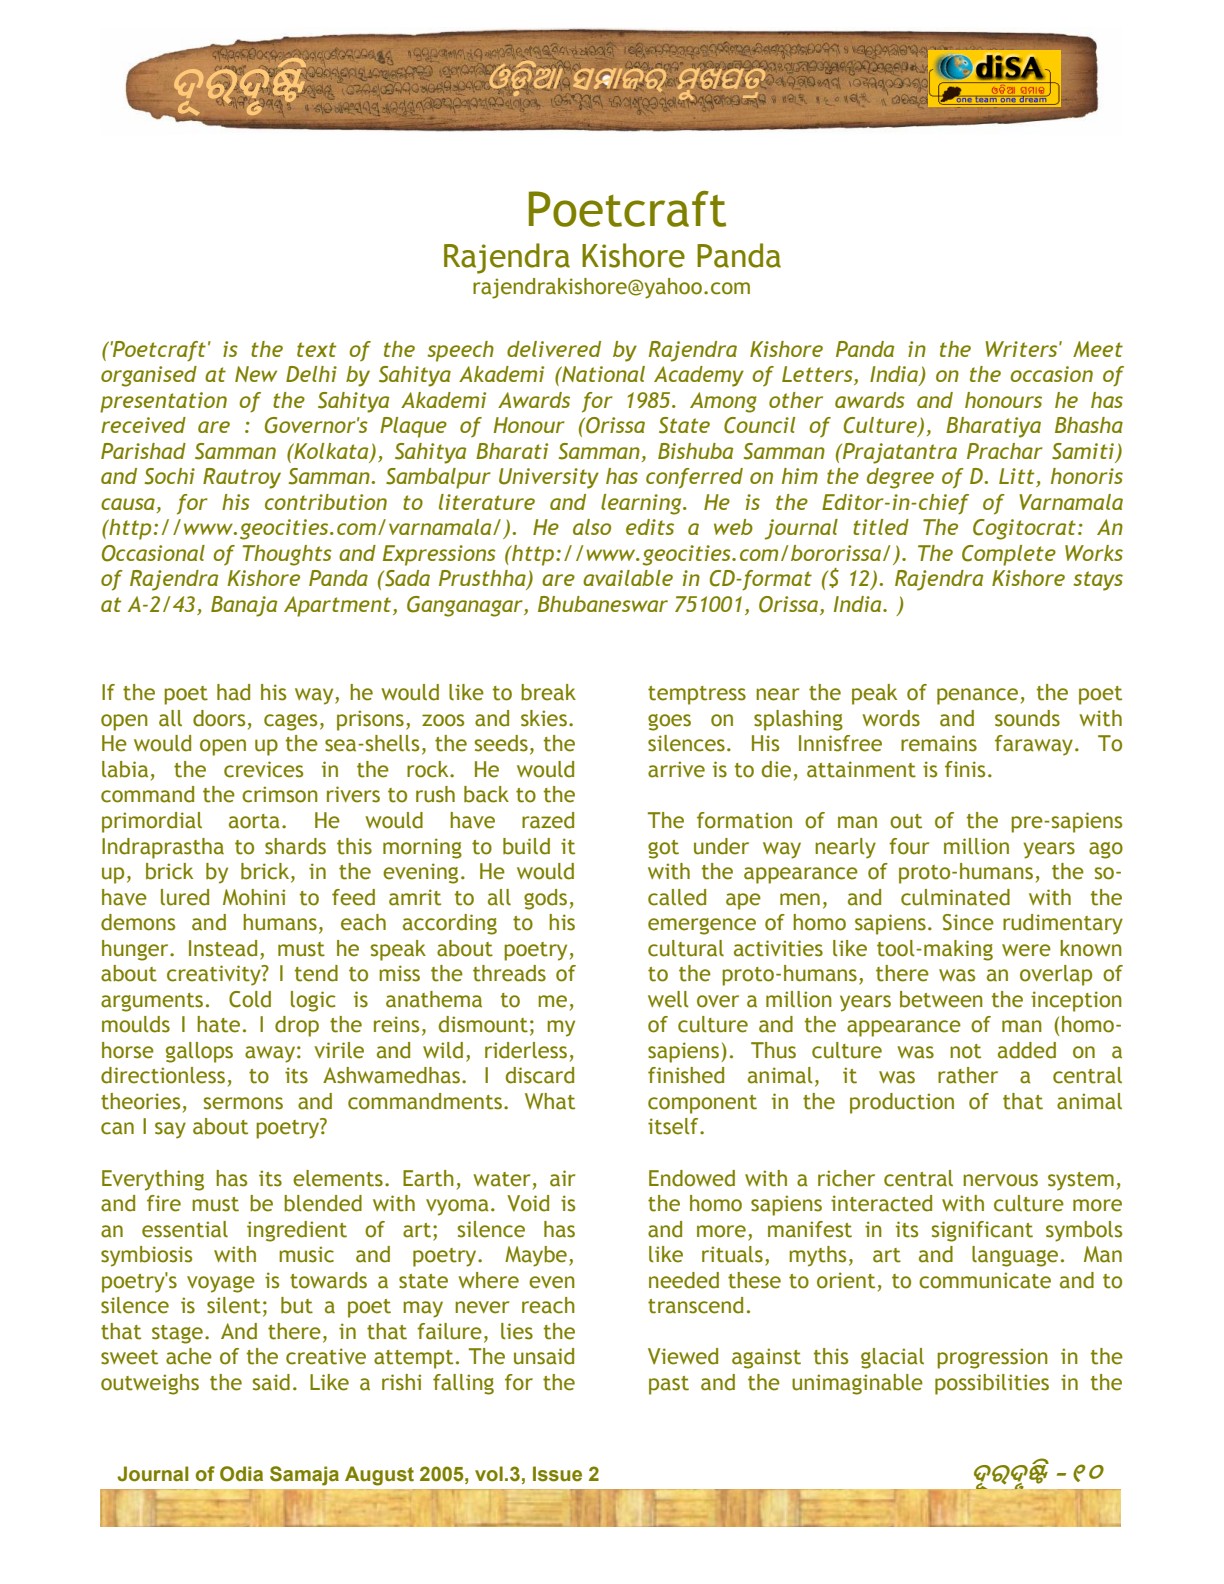 ଦୂରଦୃଷ୍ଟି
ଓଡ଼ିଆ ସମାଜର ମୁଖପତ୍ର
diSA
ଓଡ଼ିଆ ସମାଜ
one team one dream
Poetcraft
Rajendra Kishore Panda
rajendrakishore@yahoo.com
('Poetcraft' is the text of the speech delivered by Rajendra Kishore Panda in the Writers' Meet
organised at New Delhi by Sahitya Akademi (National Academy of Letters, India) on the occasion of
presentation of the Sahitya Akademi Awards for 1985. Among other awards and honours he has
received are : Governor's Plaque of Honour (Orissa State Council of Culture), Bharatiya Bhasha
Parishad Samman (Kolkata), Sahitya Bharati Samman, Bishuba Samman (Prajatantra Prachar Samiti)
and Sochi Rautroy Samman. Sambalpur University has conferred on him the degree of D. Litt, honoris
causa, for his contribution to literature and learning. He is the Editor-in-chief of Varnamala
(http://www.geocities.com/varnamala/). He also edits a web journal titled The Cogitocrat: An
Occasional of Thoughts and Expressions (http://www.geocities.com/bororissa/). The Complete Works
of Rajendra Kishore Panda (Sada Prusthha) are available in CD-format ($ 12). Rajendra Kishore stays
at A-2/43, Banaja Apartment, Ganganagar, Bhubaneswar 751001, Orissa, India. )
If the poet had his way, he would like to break
open all doors, cages, prisons, zoos and skies.
He would open up the sea-shells, the seeds, the
labia, the crevices in the rock. He would
command the crimson rivers to rush back to the
primordial aorta. He would have razed
Indraprastha to shards this morning to build it
up, brick by brick, in the evening. He would
have lured Mohini to feed amrit to all gods,
demons and humans, each according to his
hunger. Instead, must he speak about poetry,
about creativity? I tend to miss the threads of
arguments. Cold logic is anathema to me,
moulds I hate. I drop the reins, dismount; my
horse gallops away: virile and wild, riderless,
directionless, to its Ashwamedhas. I discard
theories, sermons and commandments. What
can I say about poetry?
Everything has its elements. Earth, water, air
and fire must be blended with vyoma. Void is
an essential ingredient of art; silence has
symbiosis with music and poetry. Maybe,
poetry's voyage is towards a state where even
silence is silent; but a poet may never reach
that stage. And there, in that failure, lies the
sweet ache of the creative attempt. The unsaid
outweighs the said. Like a rishi falling for the
temptress near the peak of penance, the poet
goes on splashing words and sounds with
silences. His Innisfree remains faraway. To
arrive is to die, attainment is finis.
The formation of man out of the pre-sapiens
got under way nearly four million years ago
with the appearance of proto-humans, the so-
called ape men, and culminated with the
emergence of homo sapiens. Since rudimentary
cultural activities like tool-making were known
to the proto-humans, there was an overlap of
well over a million years between the inception
of culture and the appearance of man (homo-
sapiens). Thus culture was not added on a
finished animal, it was rather a central
component in the production of that animal
itself.
Endowed with a richer central nervous system,
the homo sapiens interacted with culture more
and more, manifest in its significant symbols
like rituals, myths, art and language. Man
needed these to orient, to communicate and to
transcend.
Viewed against this glacial progression in the
past and the unimaginable possibilities in the
Journal of Odia Samaja August 2005, vol.3, Issue 2
ଦୂରଦୃଷ୍ଟି - ୧୦